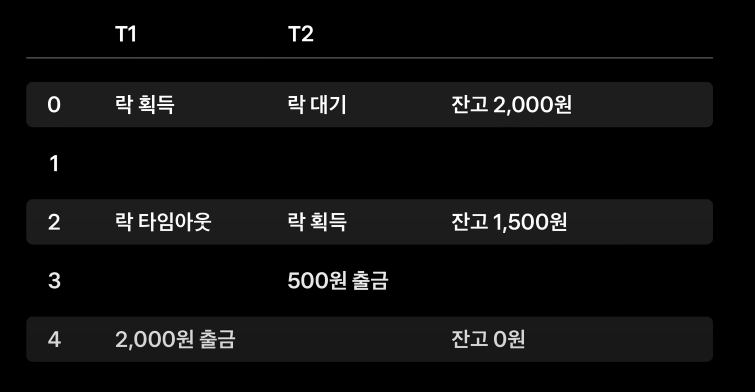 T1 T2
0 락 획득 락 대기 잔고 2,000원
1
2 락 타임아웃 락 획득 잔고 1,500원
3 500원 출금
4 2,000원 출금 잔고 0원